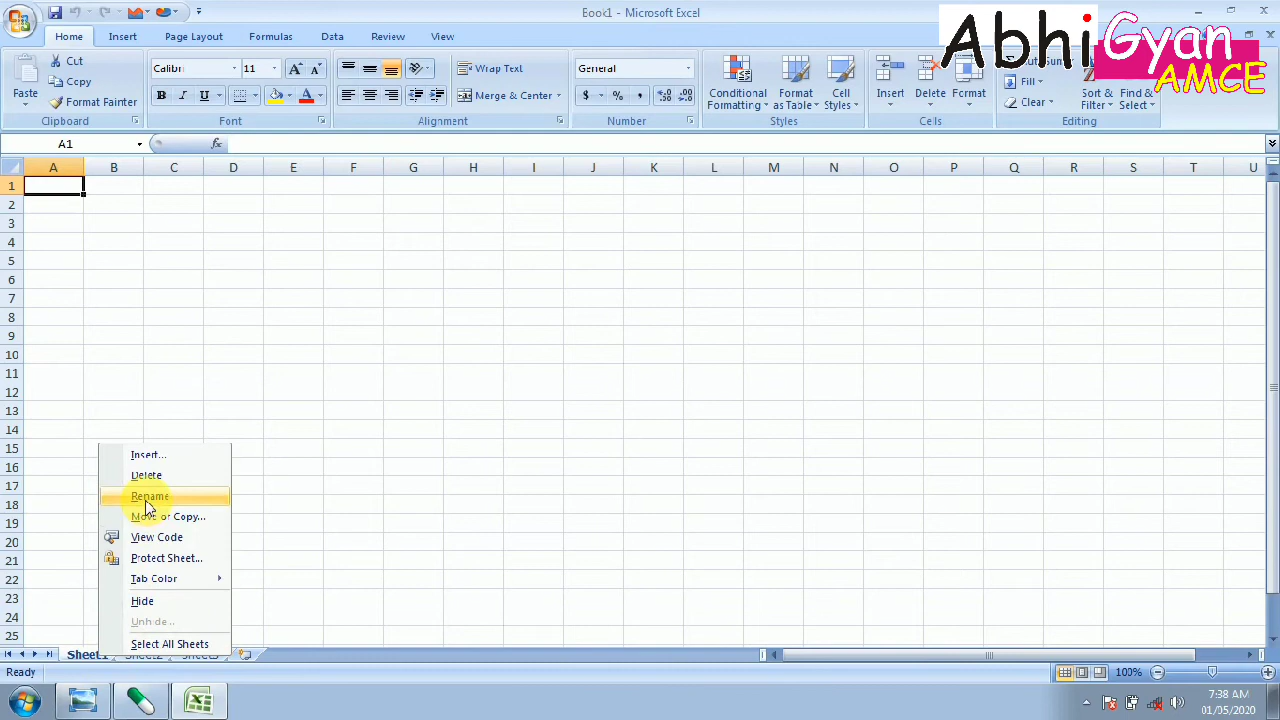 Book1 - Microsoft Excel
AbhiGyan
AMCE
Home Insert Page Layout Formulas Data Review View
Cut
Copy
Format Painter
Paste
Clipboard
Calibri 11
B I U
Font
Wrap Text
Merge & Center
Alignment
General
$ % ,
Number
Conditional Formatting
Format as Table
Cell Styles
Styles
Insert Delete Format
Cells
Fill
Clear
Sort & Filter
Find & Select
Editing
A1
fx
A B C D E F G H I J K L M N O P Q R S T U
1
2
3
4
5
6
7
8
9
10
11
12
13
14
15
16
17
18
19
20
21
22
23
24
25
Insert...
Delete
Rename
Move or Copy...
View Code
Protect Sheet...
Tab Color
Hide
Unhide...
Select All Sheets
Sheet1 Sheet2 Sheet3
Ready
100%
7:38 AM
01/05/2020